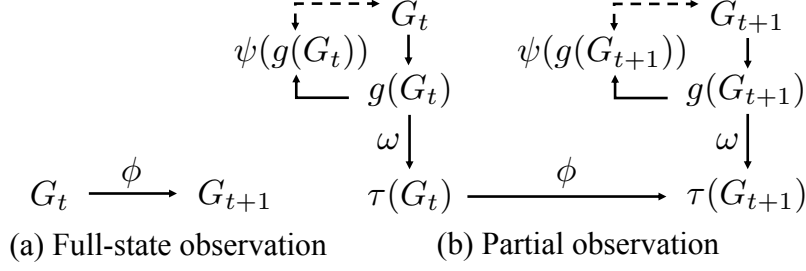 G_t G_{t+1}
ψ(g(G_t)) ψ(g(G_{t+1}))
g(G_t) g(G_{t+1})
ω ω
ϕ ϕ
G_t G_{t+1} τ(G_t) τ(G_{t+1})
(a) Full-state observation (b) Partial observation